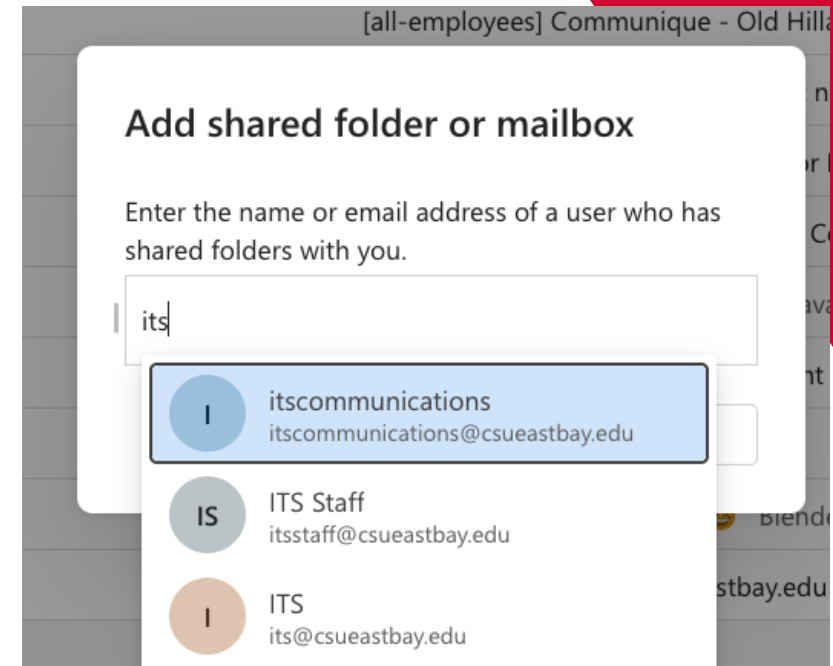 [all-employees] Communique - Old Hilla
Add shared folder or mailbox
Enter the name or email address of a user who has
shared folders with you.
its
I
itscommunications
itscommunications@csueastbay.edu
IS
ITS Staff
itsstaff@csueastbay.edu
Blende
I
ITS
its@csueastbay.edu
stbay.edu